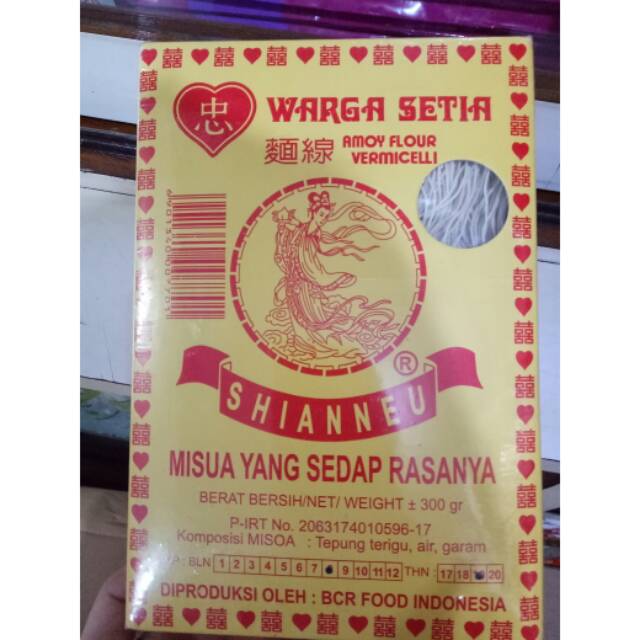 忠
WARGA SETIA
麵線 AMOY FLOUR
VERMICELLI
®
SHIANNEU
MISUA YANG SEDAP RASANYA
BERAT BERSIH/NET/ WEIGHT ± 300 gr
P-IRT No. 2063174010596-17
Komposisi MISOA : Tepung terigu, air, garam
: BLN 1 2 3 4 5 6 7 9 10 11 12 THN : 17 18 20
DIPRODUKSI OLEH : BCR FOOD INDONESIA